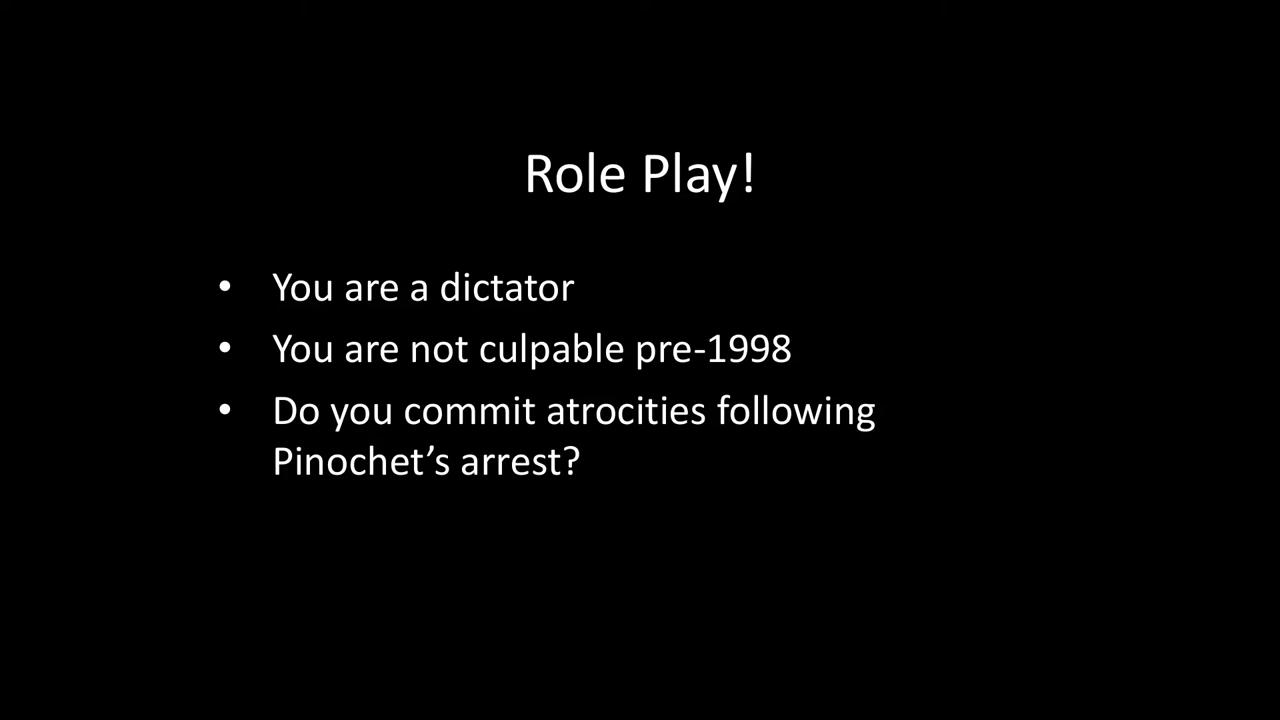 Role Play!
• You are a dictator
• You are not culpable pre-1998
• Do you commit atrocities following
Pinochet’s arrest?